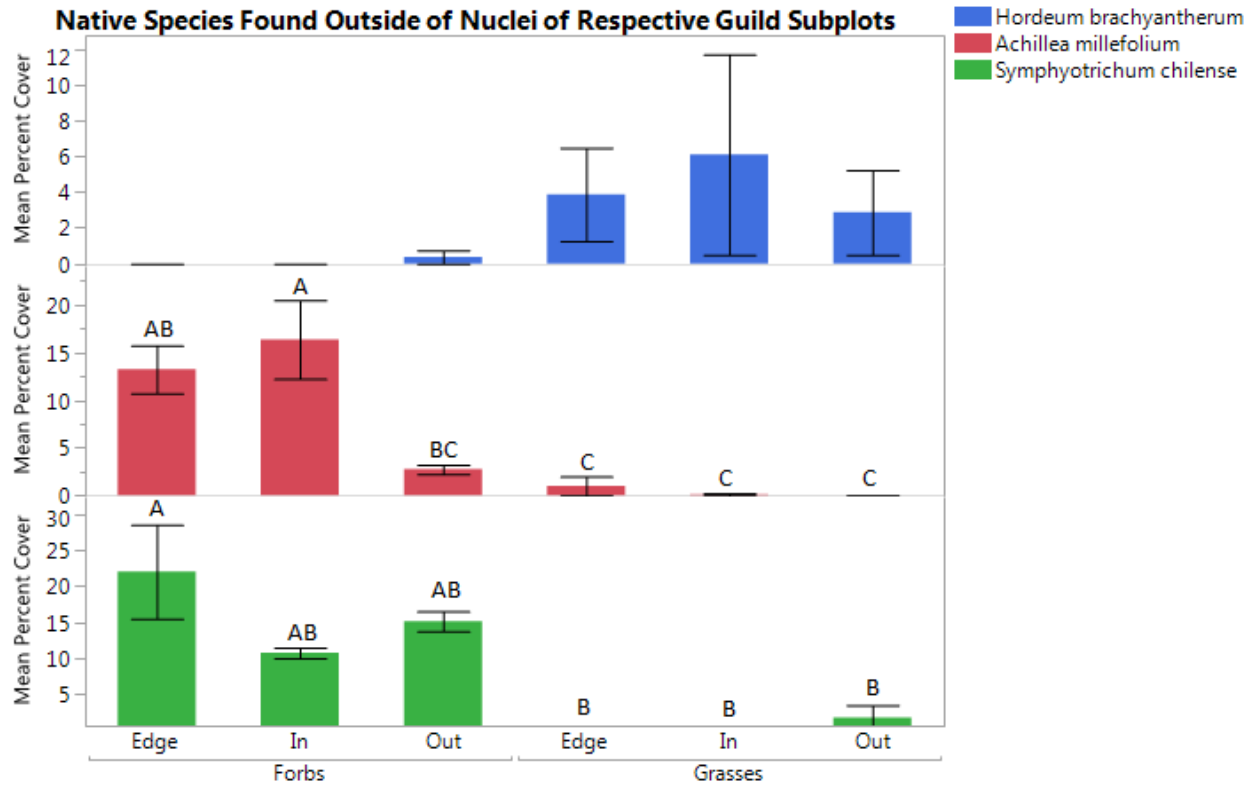 Native Species Found Outside of Nuclei of Respective Guild Subplots
Hordeum brachyantherum
Achillea millefolium
Symphyotrichum chilense
Mean Percent Cover
12
10
8
6
4
2
0
Mean Percent Cover
20
15
10
5
0
AB
A
BC
C
C
C
Mean Percent Cover
30
25
20
15
10
5
A
AB
AB
B
B
B
Edge In Out Edge In Out
Forbs Grasses